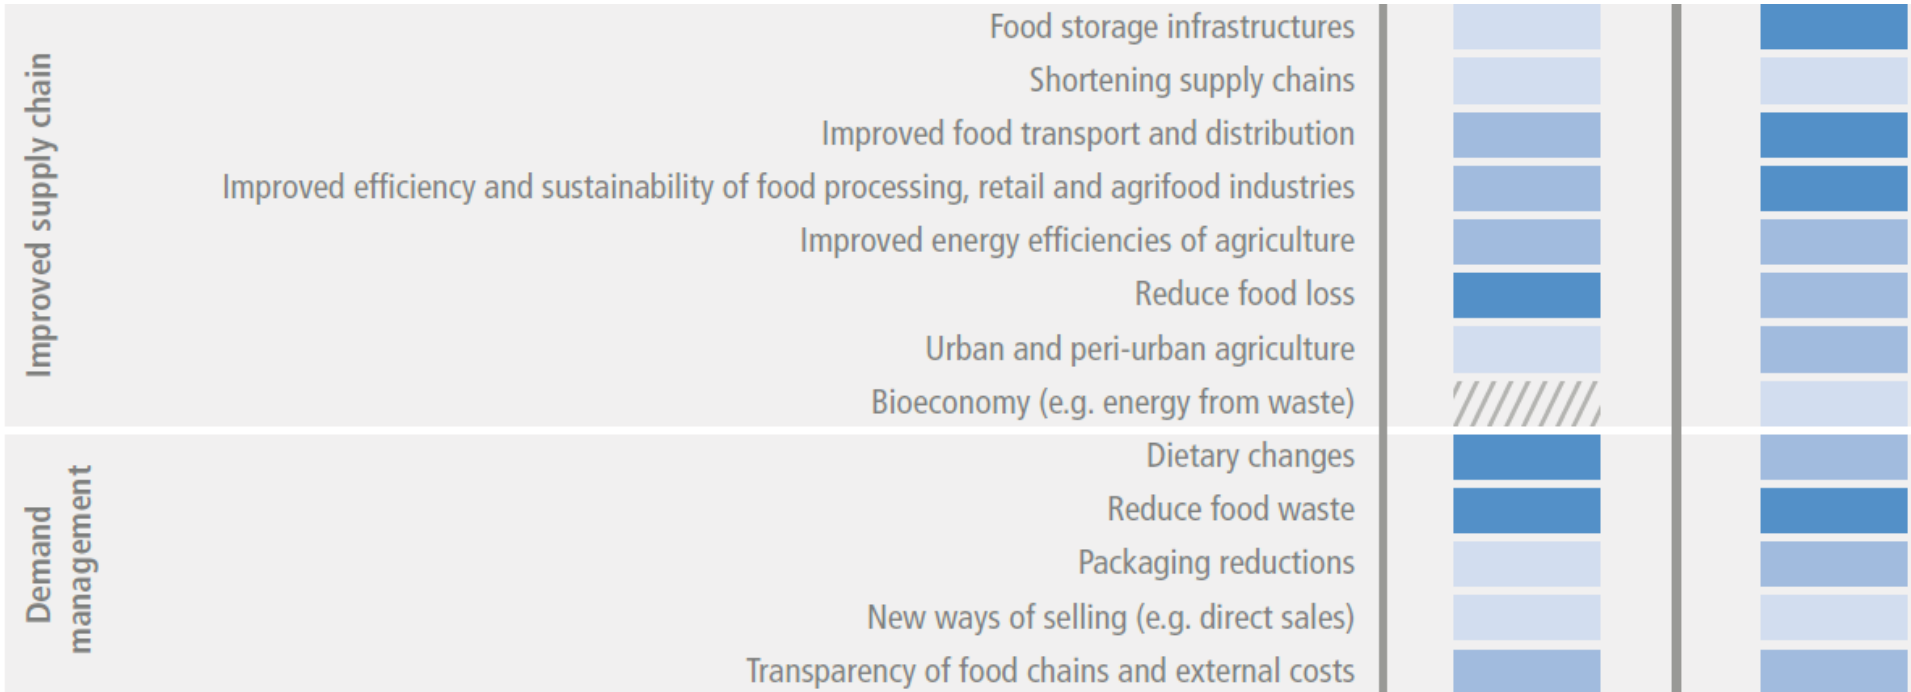 Improved supply chain
Food storage infrastructures
Shortening supply chains
Improved food transport and distribution
Improved efficiency and sustainability of food processing, retail and agrifood industries
Improved energy efficiencies of agriculture
Reduce food loss
Urban and peri-urban agriculture
Bioeconomy (e.g. energy from waste)
Demand
management
Dietary changes
Reduce food waste
Packaging reductions
New ways of selling (e.g. direct sales)
Transparency of food chains and external costs